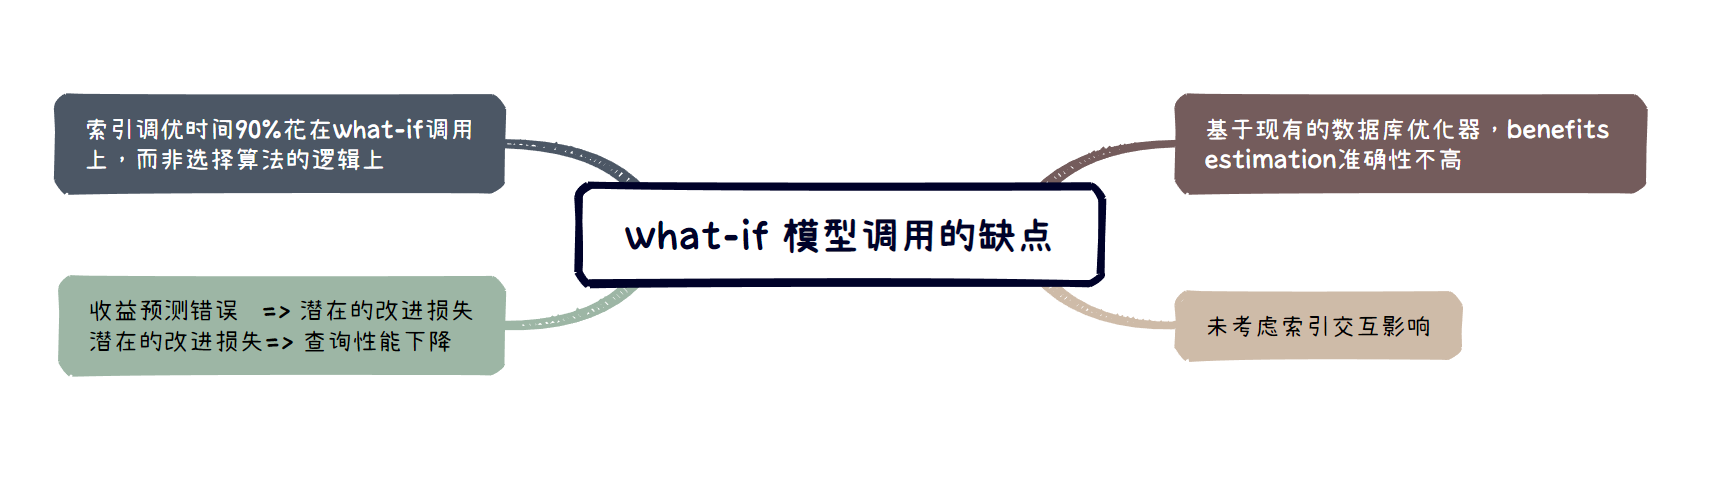 索引调优时间90%花在what-if调用
上，而非选择算法的逻辑上
基于现有的数据库优化器，benefits
estimation准确性不高
what-if 模型调用的缺点
收益预测错误 => 潜在的改进损失
潜在的改进损失=> 查询性能下降
未考虑索引交互影响